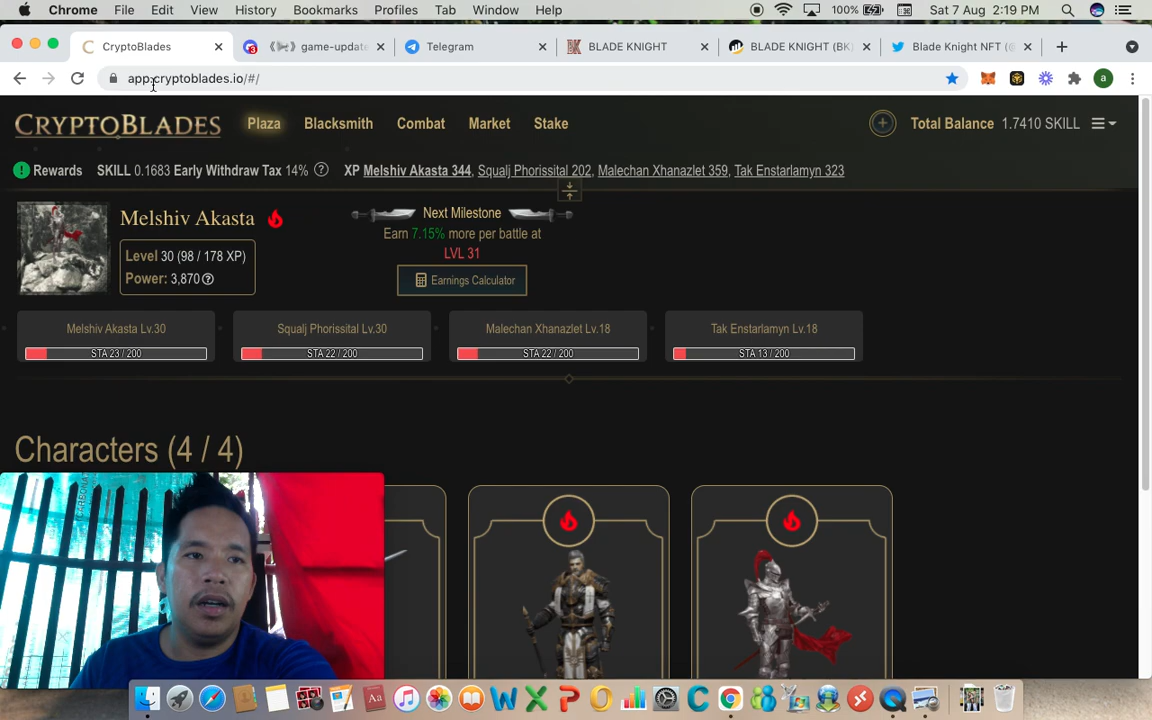 Chrome File Edit View History Bookmarks Profiles Tab Window Help 100% Sat 7 Aug 2:19 PM
CryptoBlades game-update Telegram BLADE KNIGHT BLADE KNIGHT (BK Blade Knight NFT (
app.cryptoblades.io/#/
CRYPTOBLADES Plaza Blacksmith Combat Market Stake Total Balance 1.7410 SKILL
Rewards SKILL 0.1683 Early Withdraw Tax 14% ? XP Melshiv Akasta 344, Squalj Phorissital 202, Malechan Xhanazlet 359, Tak Enstarlamyn 323
Melshiv Akasta
Level 30 (98 / 178 XP)
Power: 3,870 ?
Next Milestone
Earn 7.15% more per battle at
LVL 31
Earnings Calculator
Melshiv Akasta Lv.30 Squalj Phorissital Lv.30 Malechan Xhanazlet Lv.18 Tak Enstarlamyn Lv.18
STA 23 / 200 STA 22 / 200 STA 22 / 200 STA 13 / 200
Characters (4 / 4)